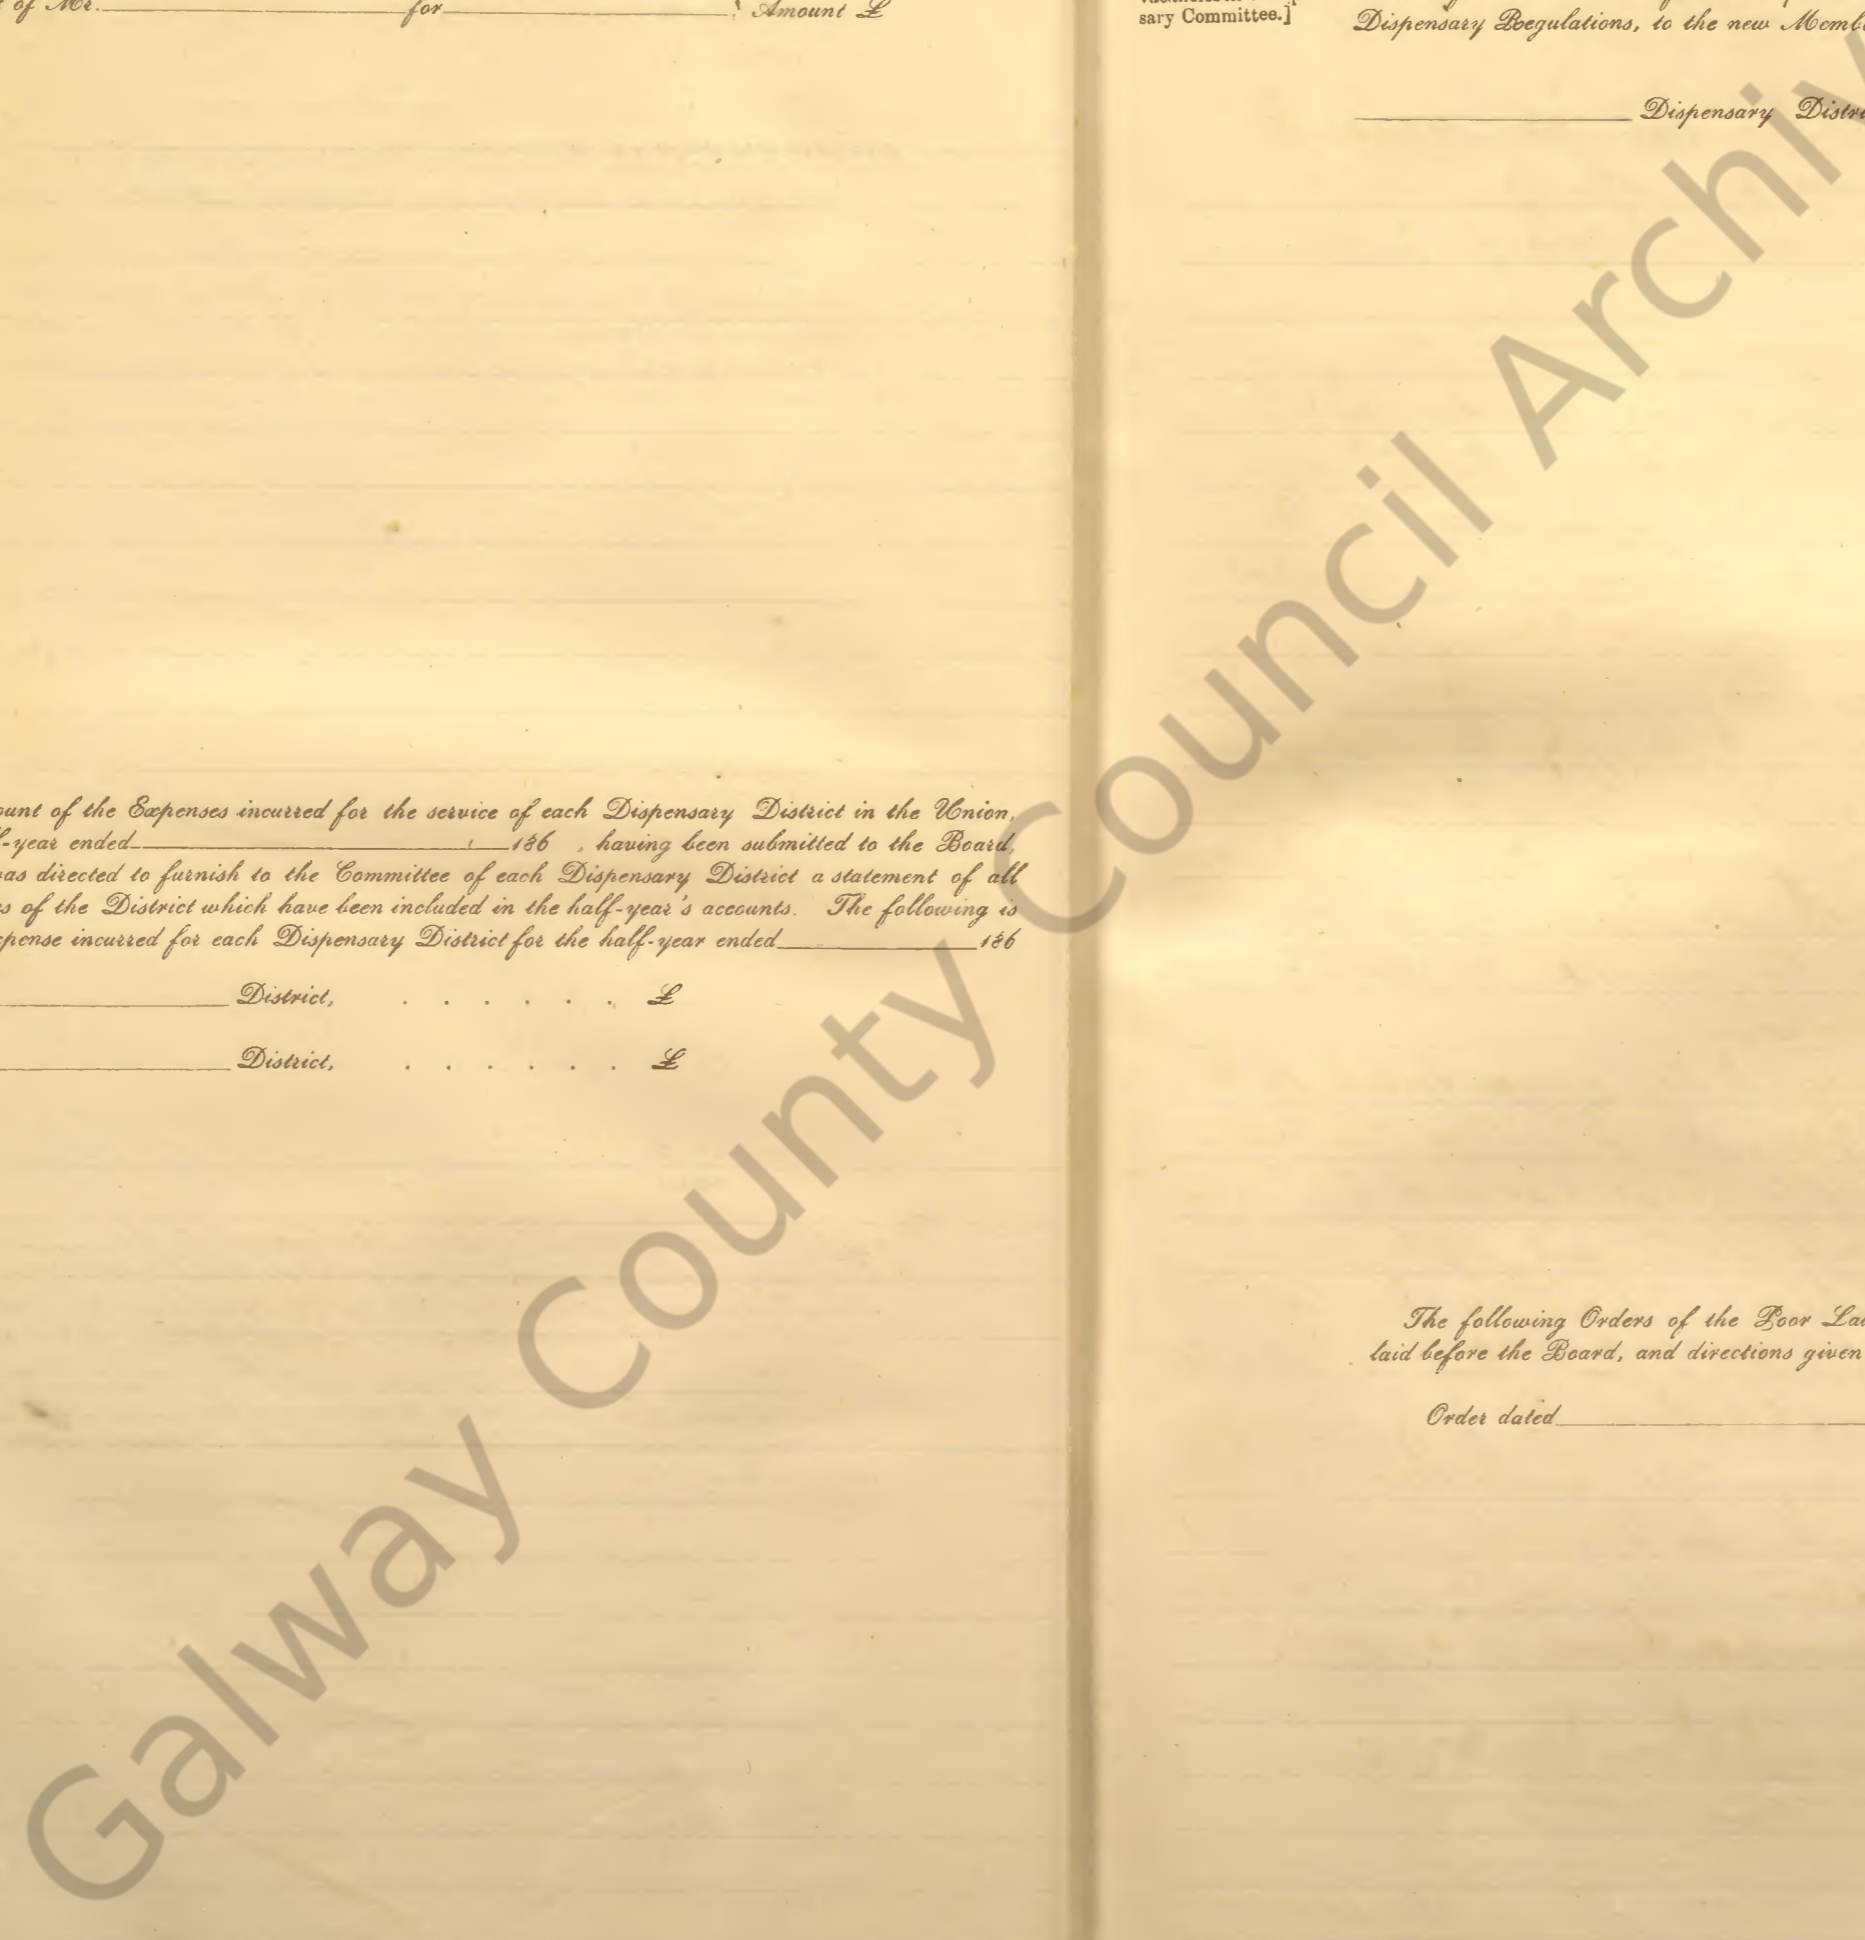 of Mr. for ; Amount £
ount of the Expenses incurred for the service of each Dispensary District in the Union,
-year ended 186 , having been submitted to the Board,
as directed to furnish to the Committee of each Dispensary District a statement of all
s of the District which have been included in the half-year's accounts. The following is
pense incurred for each Dispensary District for the half-year ended 186
District, . . . . . . £
District, . . . . . . £
sary Committee.]
Dispensary Regulations, to the new Memb
Dispensary Distri
The following Orders of the Poor La
laid before the Board, and directions given
Order dated
Galway County Council Archiv